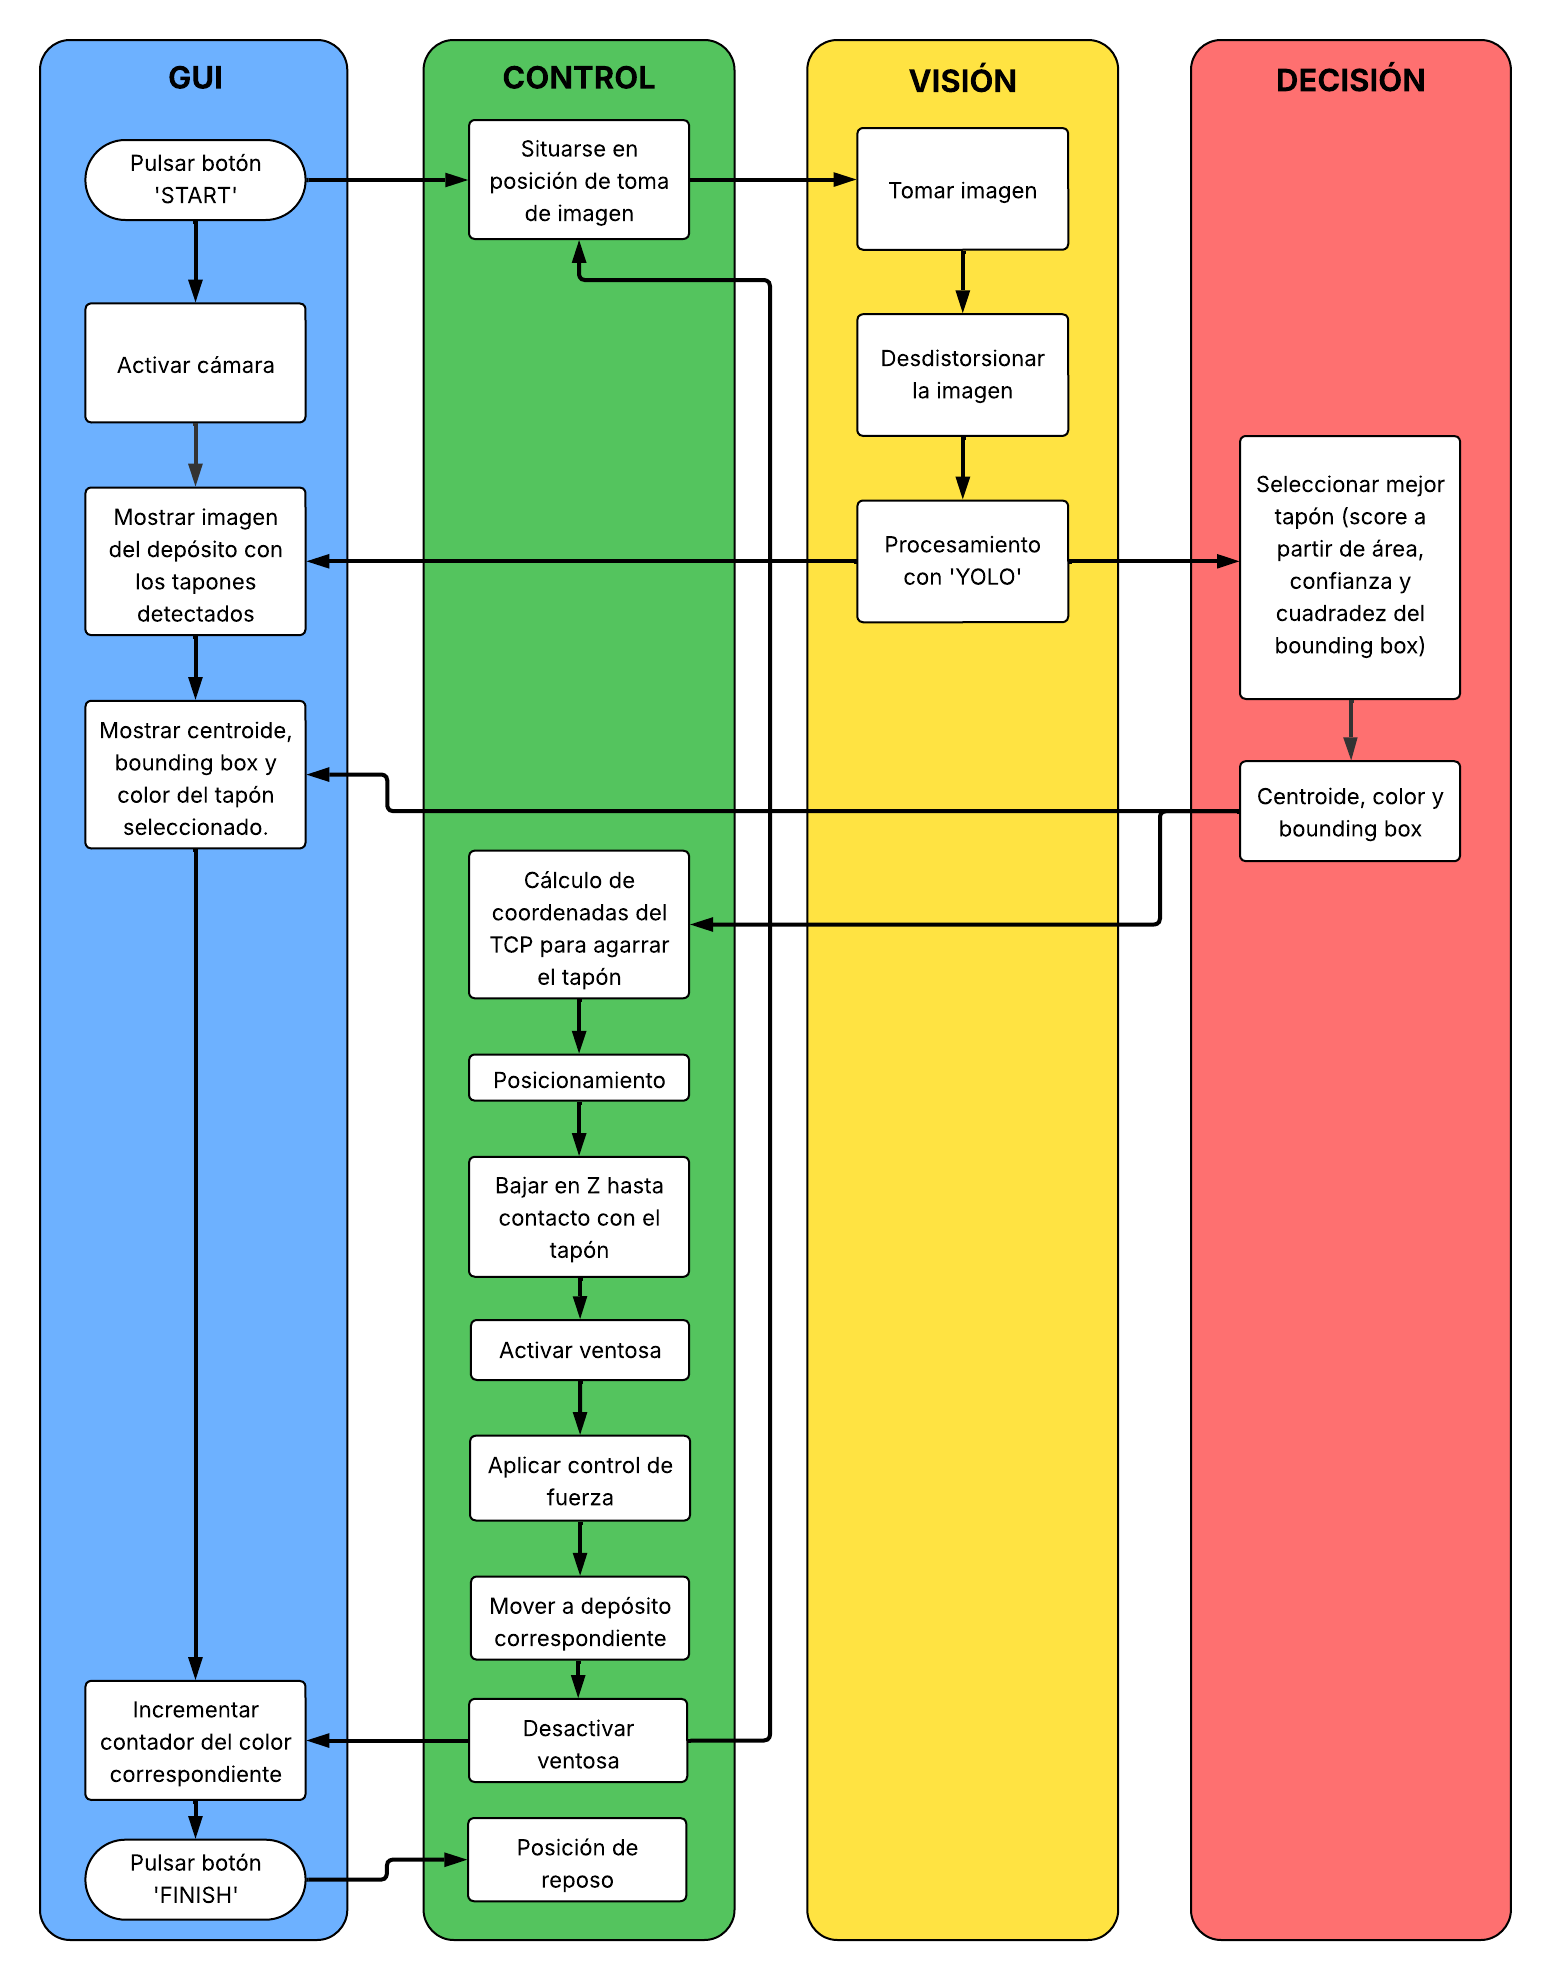 GUI
Pulsar botón
'START'
Activar cámara
Mostrar imagen
del depósito con
los tapones
detectados
Mostrar centroide,
bounding box y
color del tapón
seleccionado.
Incrementar
contador del color
correspondiente
Pulsar botón
'FINISH'
CONTROL
Situarse en
posición de toma
de imagen
Cálculo de
coordenadas del
TCP para agarrar
el tapón
Posicionamiento
Bajar en Z hasta
contacto con el
tapón
Activar ventosa
Aplicar control de
fuerza
Mover a depósito
correspondiente
Desactivar
ventosa
Posición de
reposo
VISIÓN
Tomar imagen
Desdistorsionar
la imagen
Procesamiento
con 'YOLO'
DECISIÓN
Seleccionar mejor
tapón (score a
partir de área,
confianza y
cuadradez del
bounding box)
Centroide, color y
bounding box